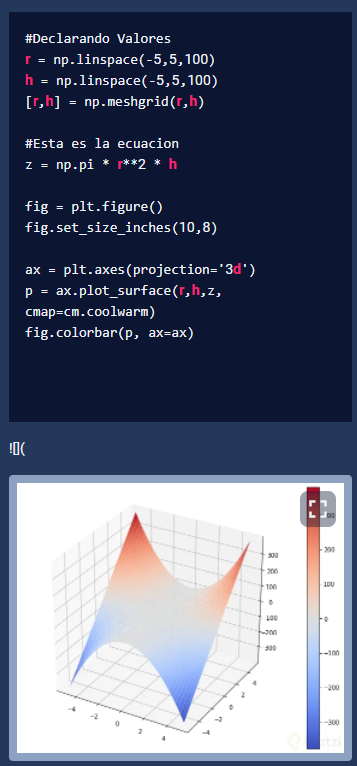 #Declarando Valores
r = np.linspace(-5,5,100)
h = np.linspace(-5,5,100)
[r,h] = np.meshgrid(r,h)
#Esta es la ecuacion
z = np.pi * r**2 * h
fig = plt.figure()
fig.set_size_inches(10,8)
ax = plt.axes(projection='3d')
p = ax.plot_surface(r,h,z,
cmap=cm.coolwarm)
fig.colorbar(p, ax=ax)
![](
300
200
100
0
-100
-200
-300
200
100
0
-100
-200
-300
-4
-2
0
2
4
-4
-2
0
2
4